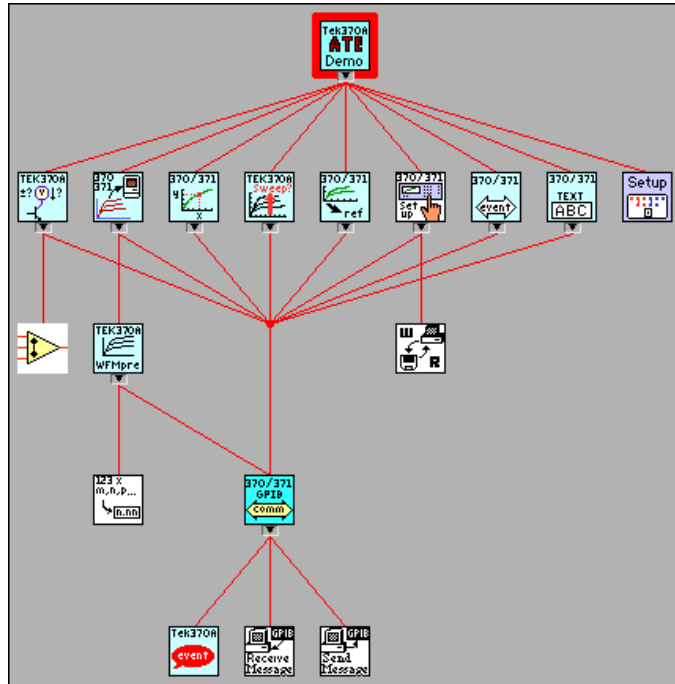 Tek370A
ATE
Demo
TEK370A
±? V ↓?
370
371
370/371
y
x
TEK370A
Sweep?
370/371
ref
370/371
Set
up
370/371
event
370/371
TEXT
ABC
Setup
TEK370A
WFMpre
W
R
123 x
m,n,p...
n.nn
370/371
GPIB
comm
Tek370A
event
GPIB
Receive
Message
GPIB
Send
Message